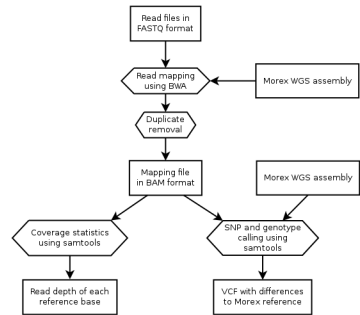 Read files in
FASTQ format
Read mapping
using BWA
Morex WGS assembly
Duplicate
removal
Mapping file
in BAM format
Morex WGS assembly
Coverage statistics
using samtools
SNP and genotype
calling using
samtools
Read depth of each
reference base
VCF with differences
to Morex reference